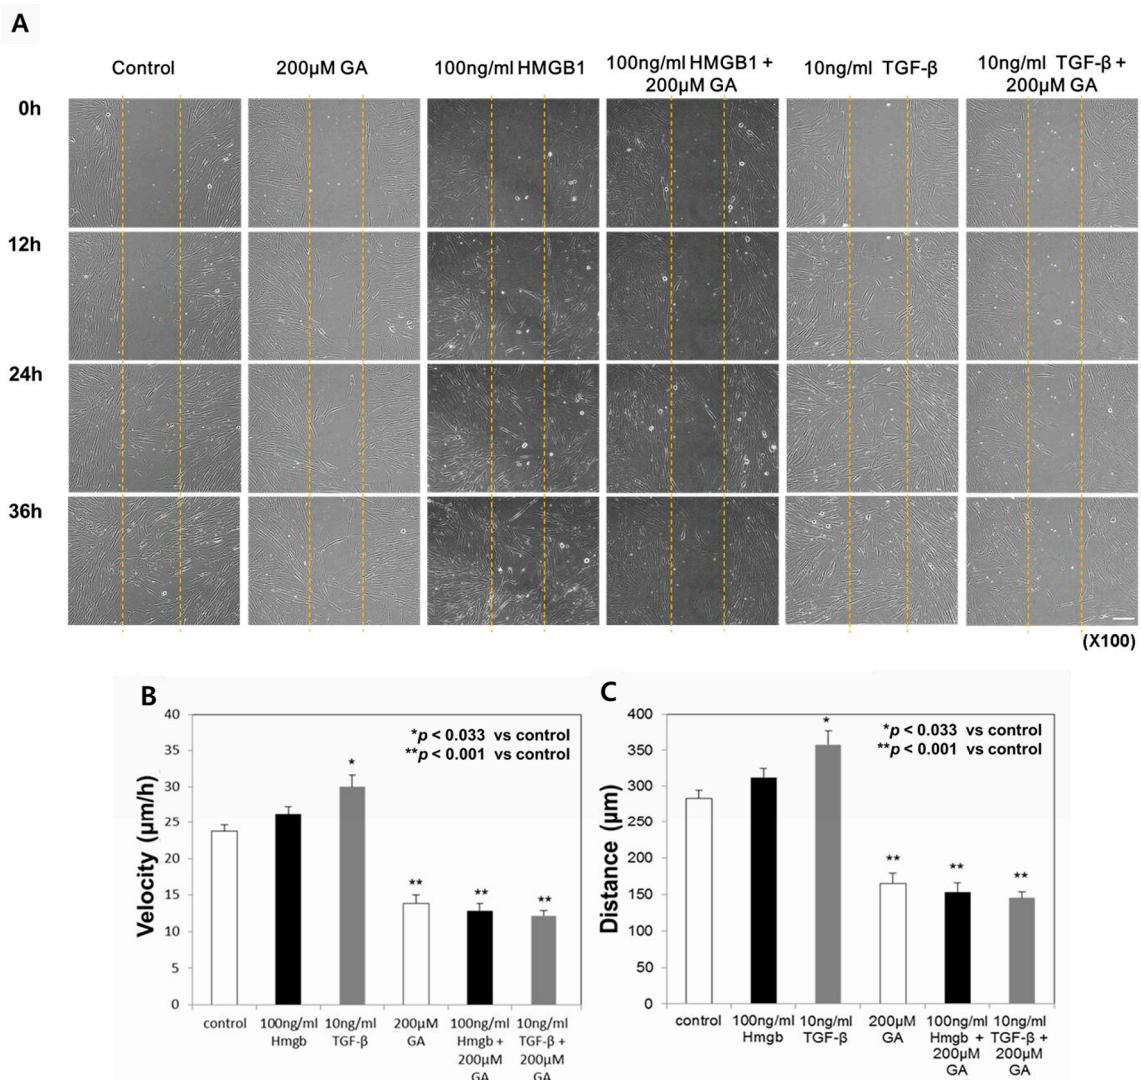 A
Control
200μM GA
100ng/ml HMGB1
100ng/ml HMGB1 +
200μM GA
10ng/ml TGF-β
10ng/ml TGF-β +
200μM GA
0h
12h
24h
36h
(X100)
B
Velocity (μm/h)
40
35
30
25
20
15
10
5
0
*p < 0.033 vs control
**p < 0.001 vs control
*
**
**
**
control
100ng/ml
Hmgb
10ng/ml
TGF-β
200μM
GA
100ng/ml
Hmgb +
200μM
GA
10ng/ml
TGF-β +
200μM
GA
C
Distance (μm)
400
350
300
250
200
150
100
50
0
*p < 0.033 vs control
**p < 0.001 vs control
*
**
**
**
control
100ng/ml
Hmgb
10ng/ml
TGF-β
200μM
GA
100ng/ml
Hmgb +
200μM
GA
10ng/ml
TGF-β +
200μM
GA